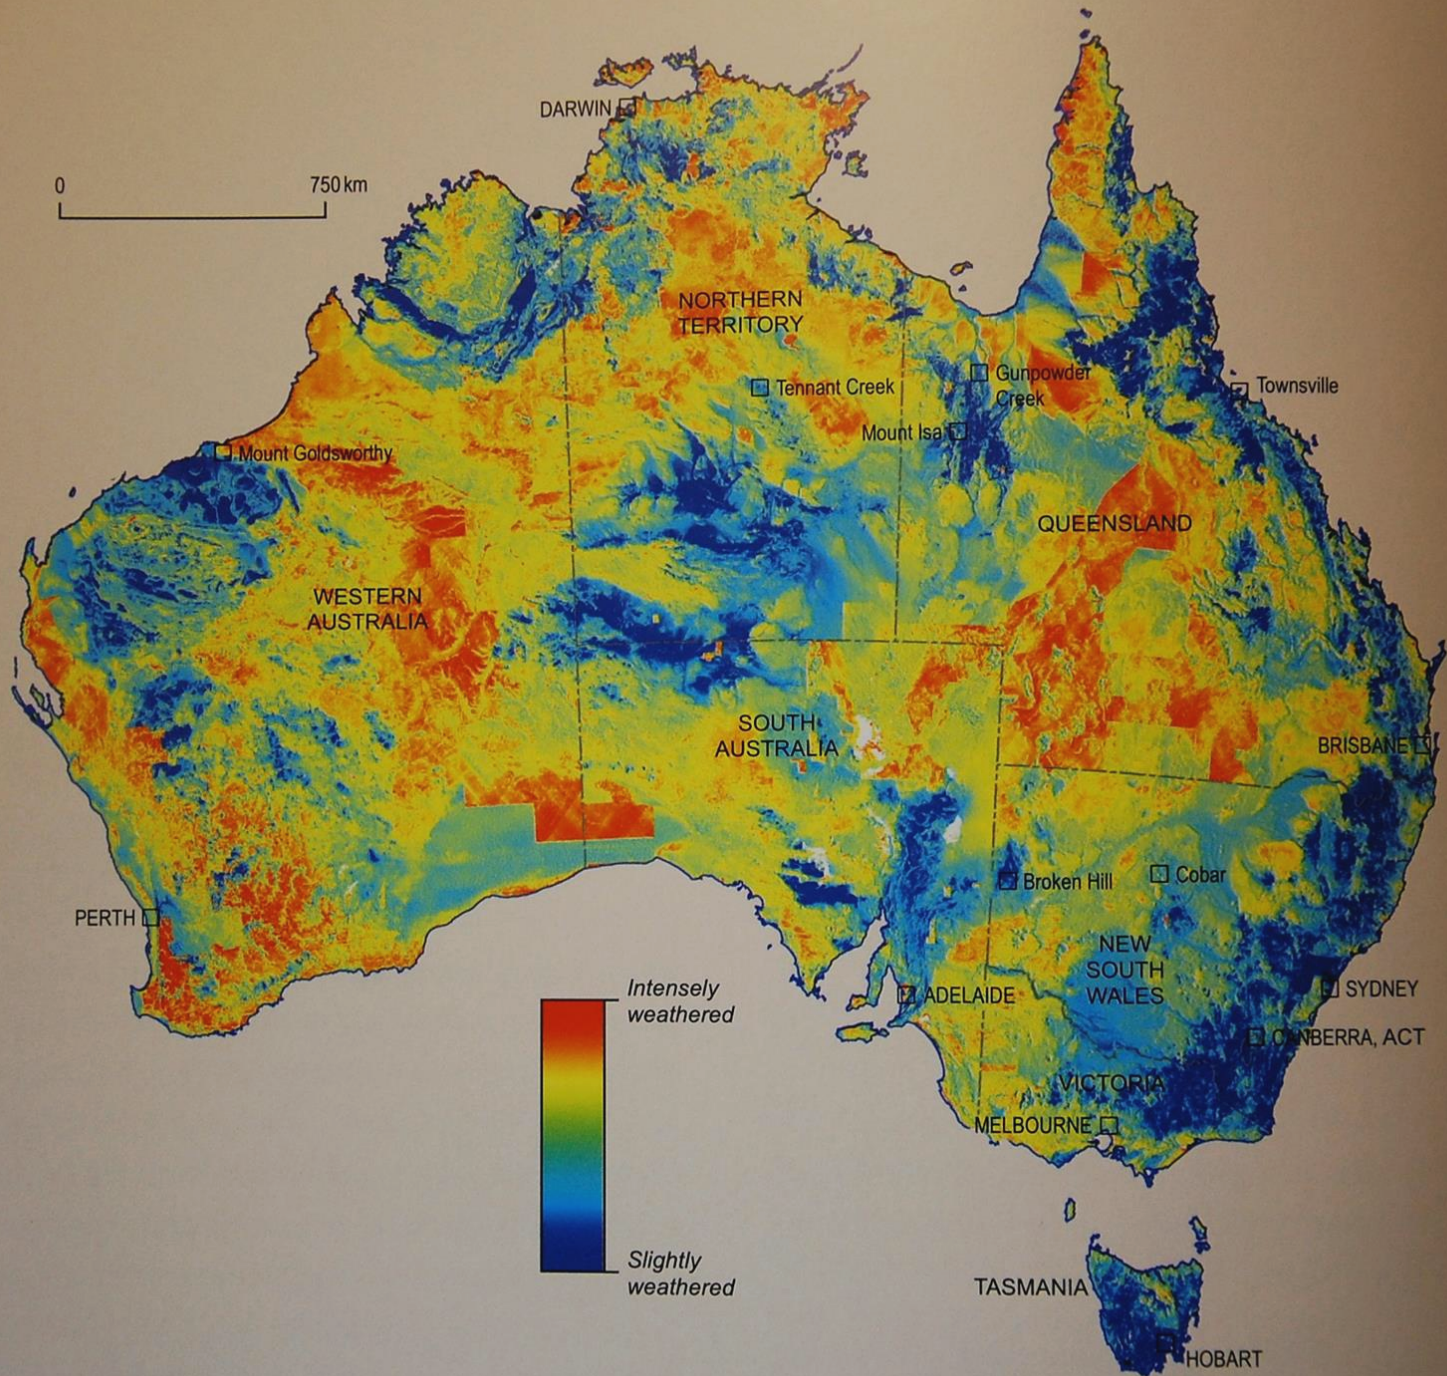 DARWIN
0 750 km
NORTHERN
TERRITORY
Tennant Creek
Gunpowder
Creek
Townsville
Mount Isa
Mount Goldsworthy
QUEENSLAND
WESTERN
AUSTRALIA
SOUTH
AUSTRALIA
BRISBANE
Broken Hill
Cobar
PERTH
NEW
SOUTH
WALES
Intensely
weathered
ADELAIDE
SYDNEY
CANBERRA, ACT
VICTORIA
MELBOURNE
Slightly
weathered
TASMANIA
HOBART